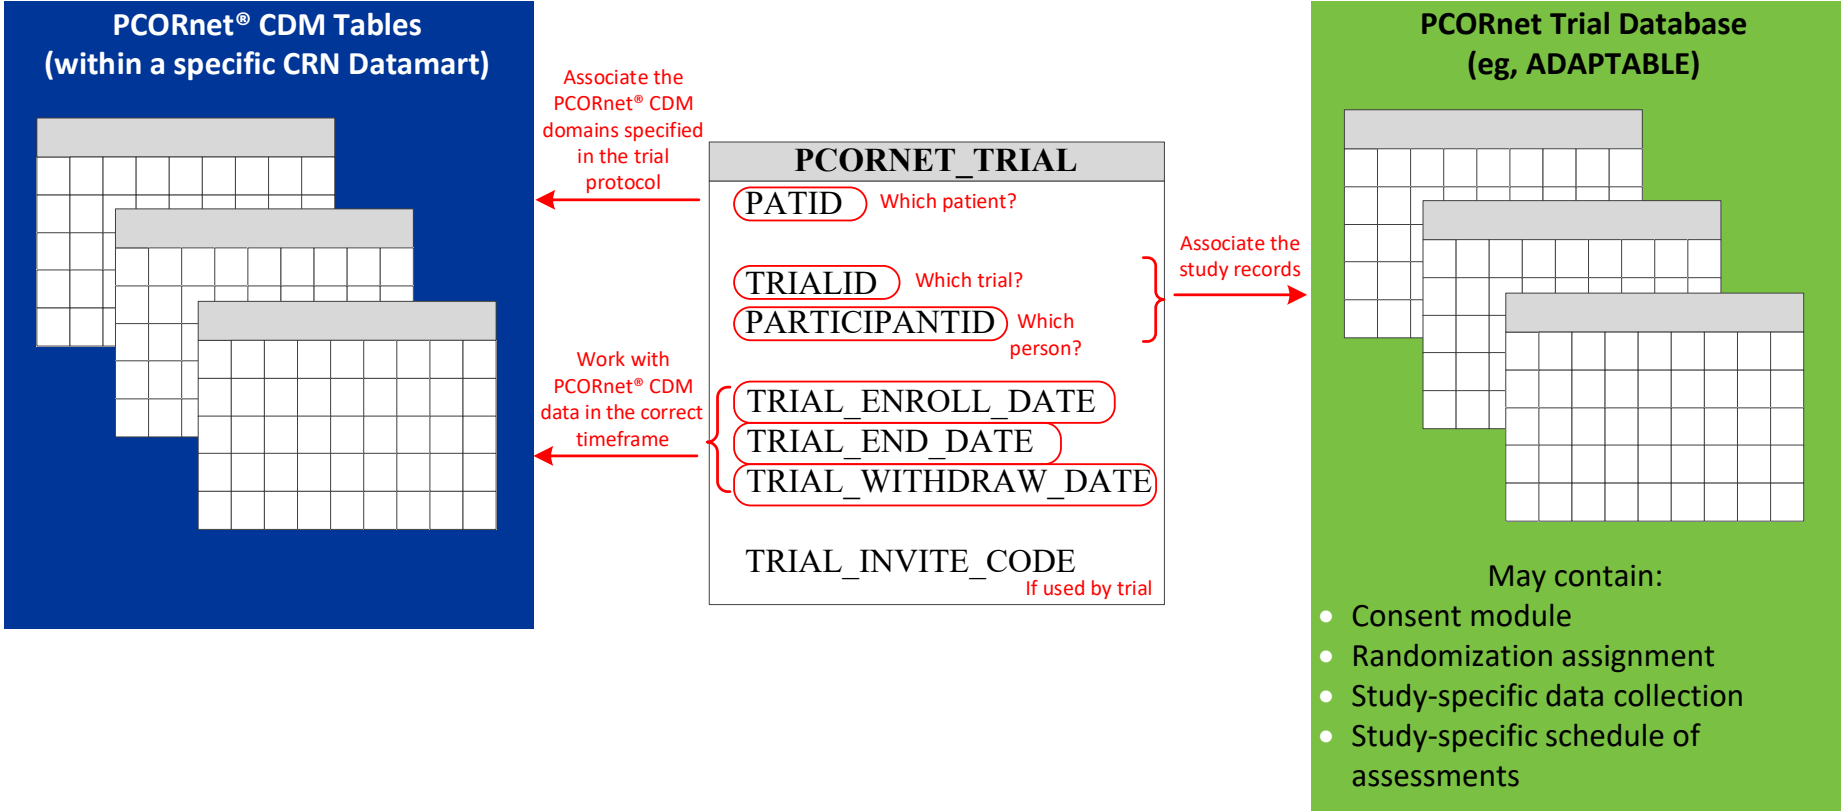 PCORnet® CDM Tables
(within a specific CRN Datamart)
Associate the
PCORnet® CDM
domains specified
in the trial
protocol
Work with
PCORnet® CDM
data in the correct
timeframe
PCORNET_TRIAL
PATID Which patient?
TRIALID Which trial?
PARTICIPANTID Which
person?
TRIAL_ENROLL_DATE
TRIAL_END_DATE
TRIAL_WITHDRAW_DATE
TRIAL_INVITE_CODE
If used by trial
Associate the
study records
PCORnet Trial Database
(eg, ADAPTABLE)
May contain:
• Consent module
• Randomization assignment
• Study-specific data collection
• Study-specific schedule of
assessments